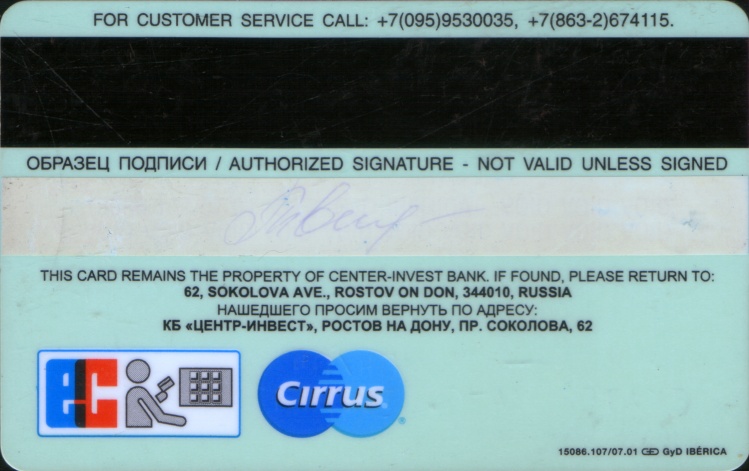 FOR CUSTOMER SERVICE CALL: +7(095)9530035, +7(863-2)674115.
ОБРАЗЕЦ ПОДПИСИ / AUTHORIZED SIGNATURE - NOT VALID UNLESS SIGNED
THIS CARD REMAINS THE PROPERTY OF CENTER-INVEST BANK. IF FOUND, PLEASE RETURN TO:
62, SOKOLOVA AVE., ROSTOV ON DON, 344010, RUSSIA
НАШЕДШЕГО ПРОСИМ ВЕРНУТЬ ПО АДРЕСУ:
КБ «ЦЕНТР-ИНВЕСТ», РОСТОВ НА ДОНУ, ПР. СОКОЛОВА, 62
ec
Cirrus ®
15086.107/07.01 GD GyD IBÉRICA